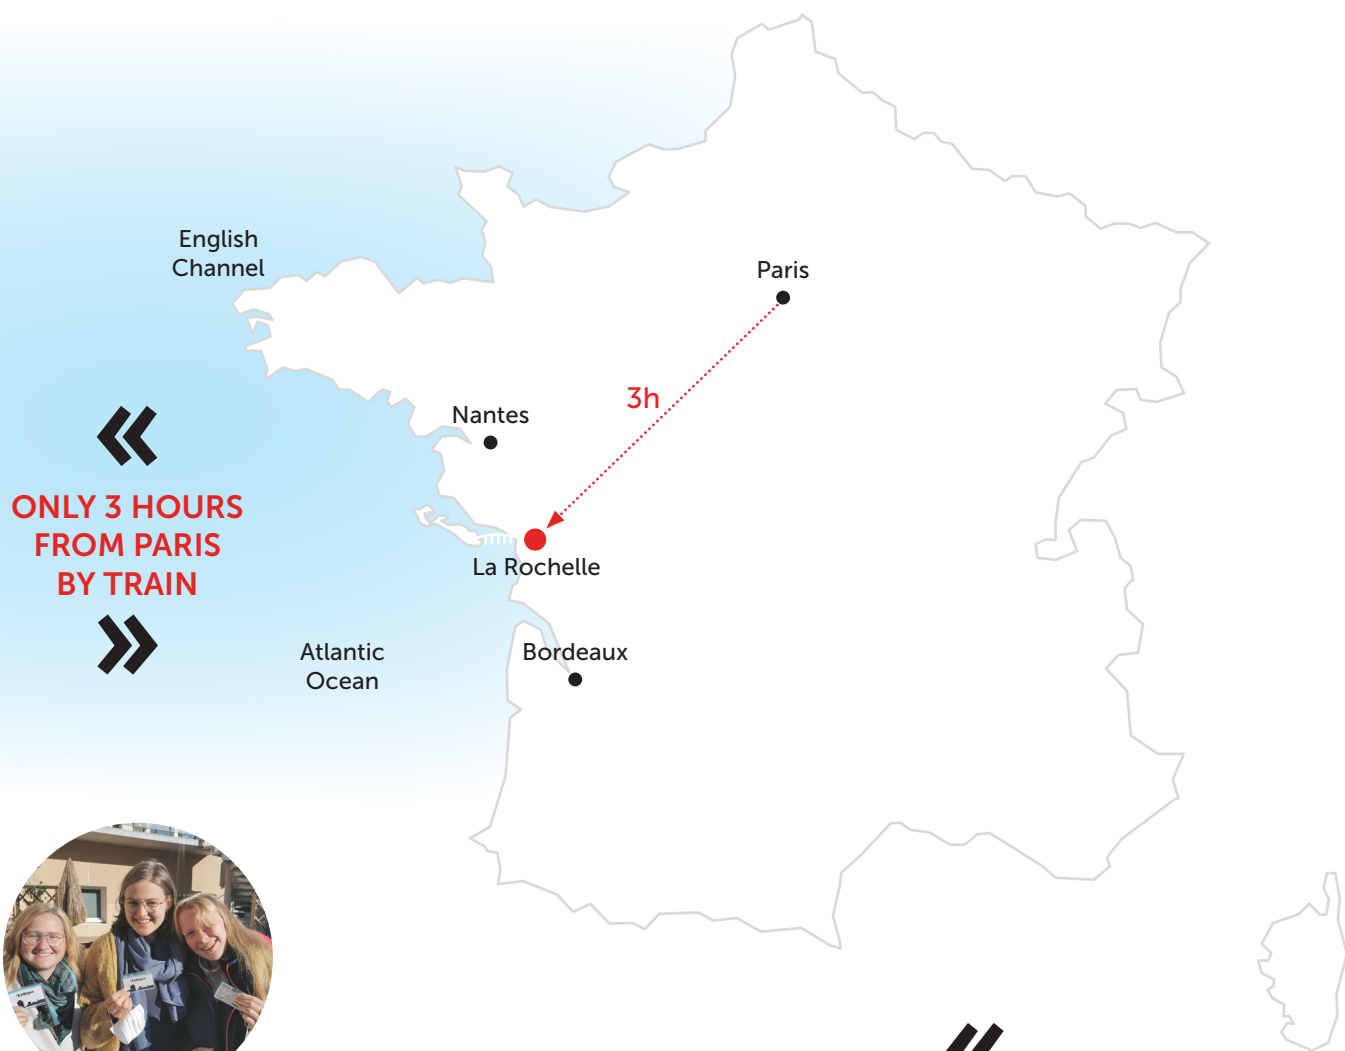 English
Channel
Paris
3h
Nantes
«
ONLY 3 HOURS
FROM PARIS
BY TRAIN
»
La Rochelle
Atlantic
Ocean
Bordeaux
«